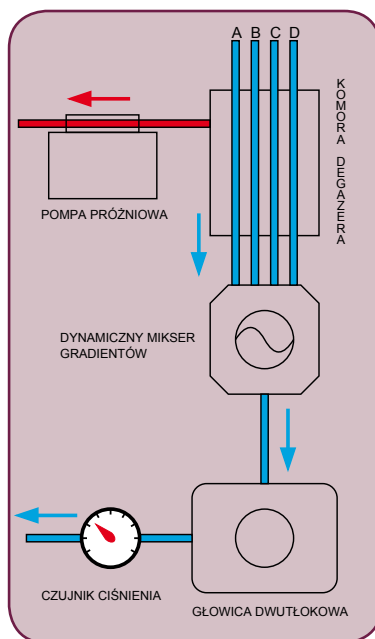 A B C D
KOMORA DEGAZERA
POMPA PRÓŻNIOWA
DYNAMICZNY MIKSER
GRADIENTÓW
CZUJNIK CIŚNIENIA
GŁOWICA DWUTŁOKOWA